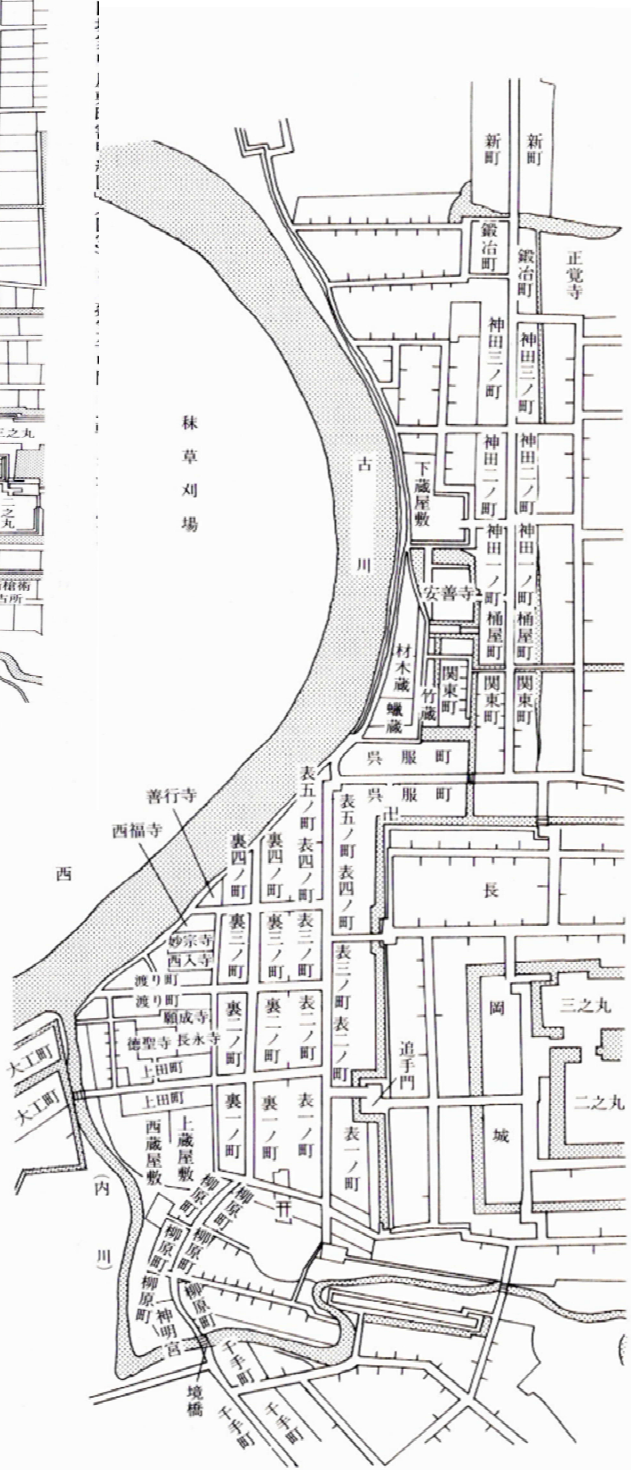 新町
新町
鍛冶町
鍛冶町
正覚寺
神田三ノ町
神田三ノ町
秣草刈場
古川
神田二ノ町
神田二ノ町
下蔵屋敷
神田一ノ町
神田一ノ町
安善寺
桶屋町
桶屋町
材木蔵
竹蔵
関東町
関東町
関東町
蠟蔵
呉服町
呉服町
卍
表五ノ町
表五ノ町
善行寺
西福寺
西
裏四ノ町
裏四ノ町
表四ノ町
表四ノ町
長岡城
妙宗寺
西入寺
裏三ノ町
裏三ノ町
表三ノ町
表三ノ町
渡り町
渡り町
願成寺
徳聖寺
長永寺
裏二ノ町
裏二ノ町
表二ノ町
表二ノ町
三之丸
二之丸
追手門
大工町
大工町
上田町
上田町
裏一ノ町
裏一ノ町
表一ノ町
表一ノ町
西蔵屋敷
上蔵屋敷
(内川)
柳原町
柳原町
柳原町
柳原町
柳原町
柳原町
神明宮
境橋
千手町
千手町
千手町
三之丸
二之丸
槍術
古所